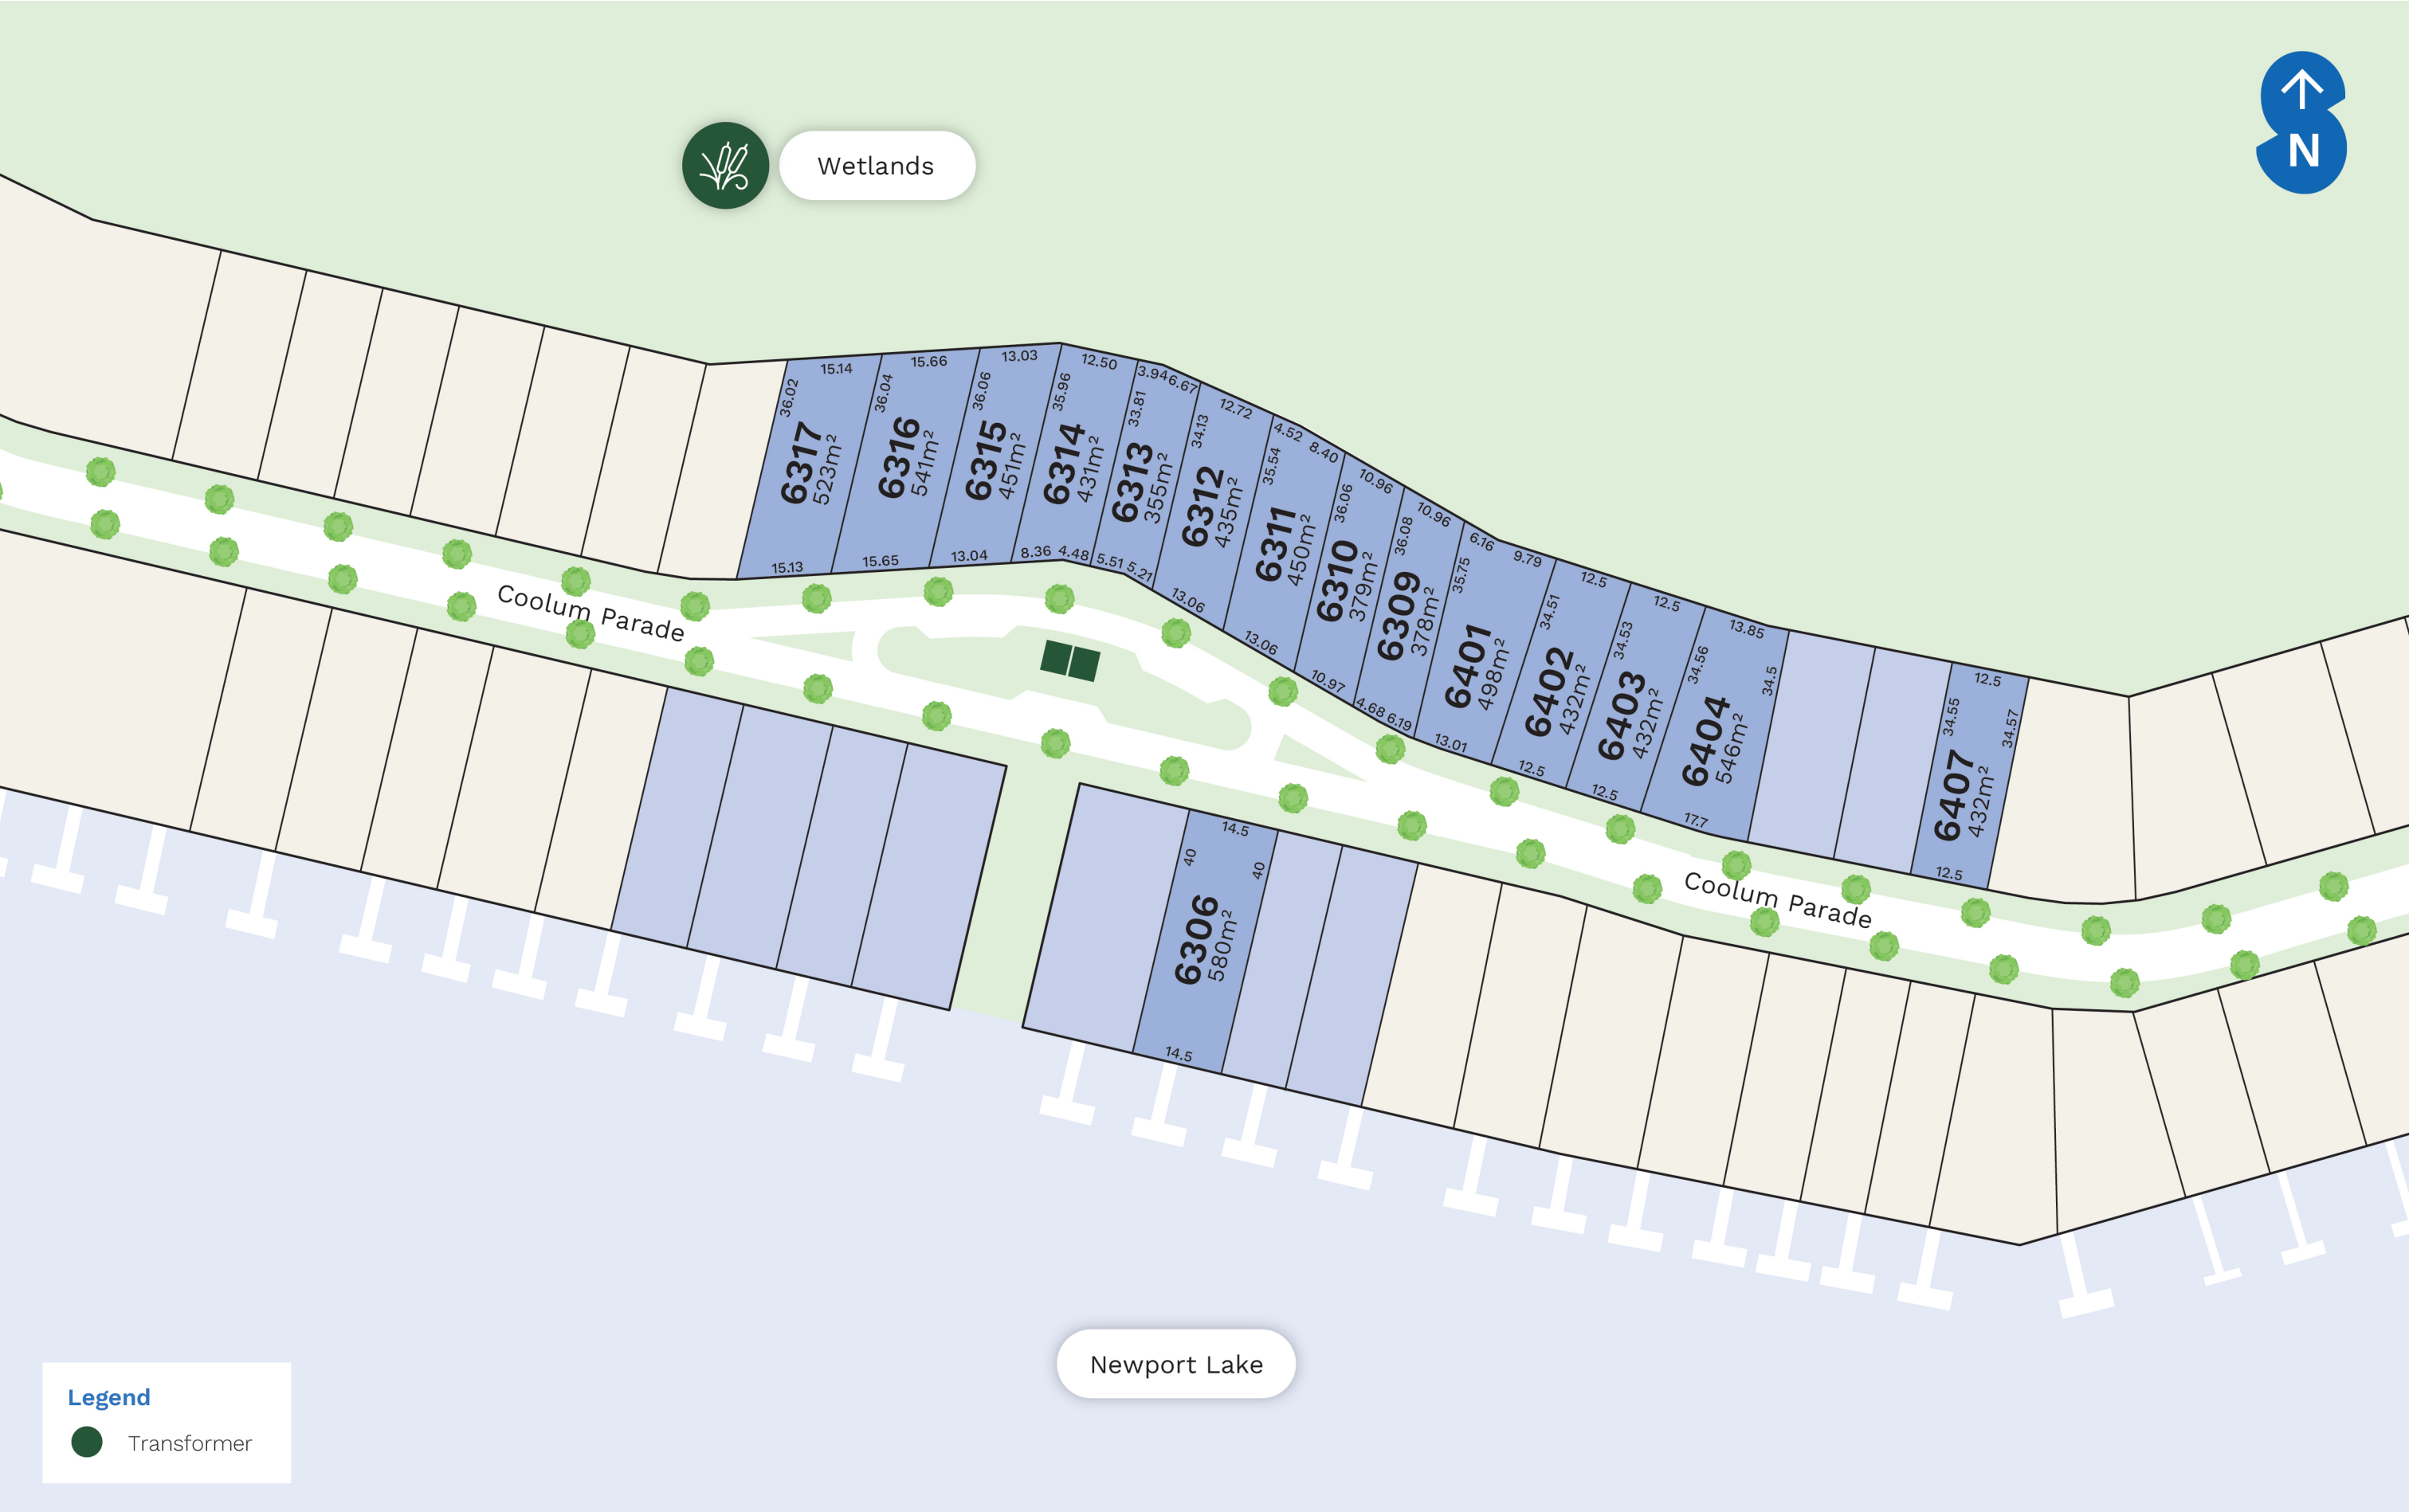 Wetlands
N
15.14
36.02
6317
523m²
15.13
15.66
36.04
6316
541m²
15.65
13.03
36.06
6315
451m²
13.04
12.50
35.96
6314
431m²
8.36 4.48
3.94 6.67
33.81
6313
355m²
5.51 5.21
12.72
34.13
6312
435m²
13.06
4.52 8.40
35.54
6311
450m²
13.06
10.96
36.06
6310
379m²
10.97
10.96
36.08
6309
378m²
4.68 6.19
6.16 9.79
35.75
6401
498m²
13.01
12.5
34.51
6402
432m²
12.5
12.5
34.53
6403
432m²
12.5
13.85
34.56
34.5
6404
546m²
17.7
12.5
34.55
34.57
6407
432m²
12.5
Coolum Parade
Coolum Parade
14.5
40
40
6306
580m²
14.5
Newport Lake
Legend
Transformer